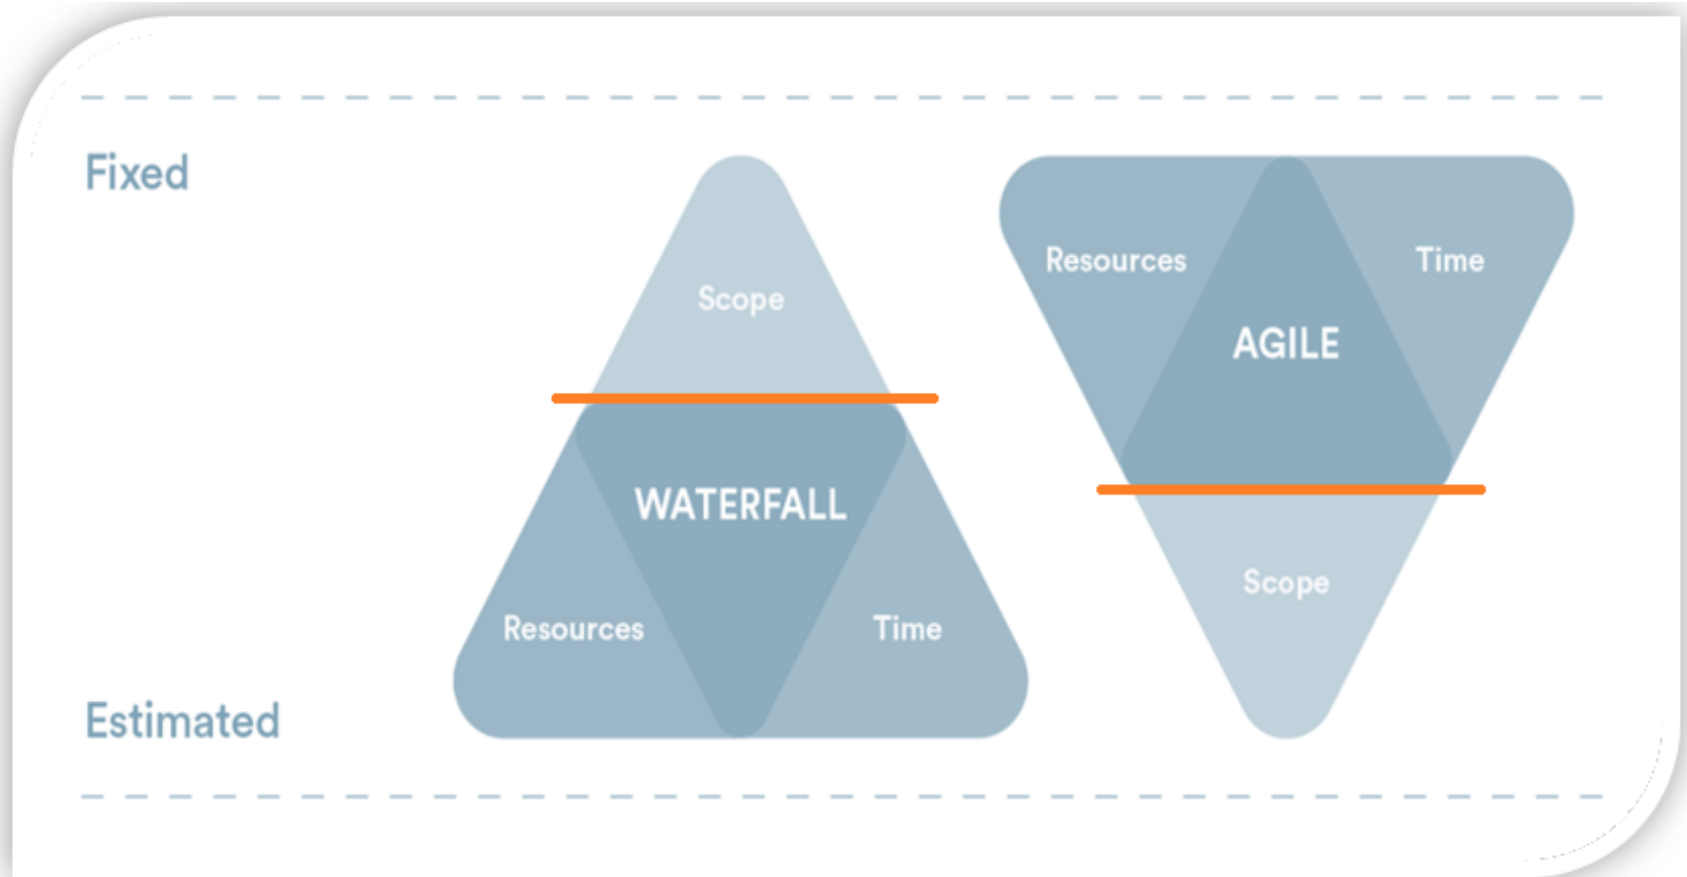 Fixed
Scope
WATERFALL
Resources
Time
Resources
Time
AGILE
Scope
Estimated